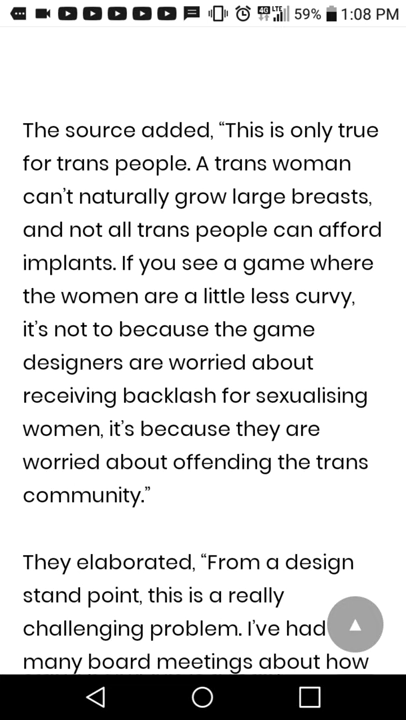 4G LTE 59% 1:08 PM
The source added, “This is only true
for trans people. A trans woman
can’t naturally grow large breasts,
and not all trans people can afford
implants. If you see a game where
the women are a little less curvy,
it’s not to because the game
designers are worried about
receiving backlash for sexualising
women, it’s because they are
worried about offending the trans
community.”
They elaborated, “From a design
stand point, this is a really
challenging problem. I’ve had
many board meetings about how